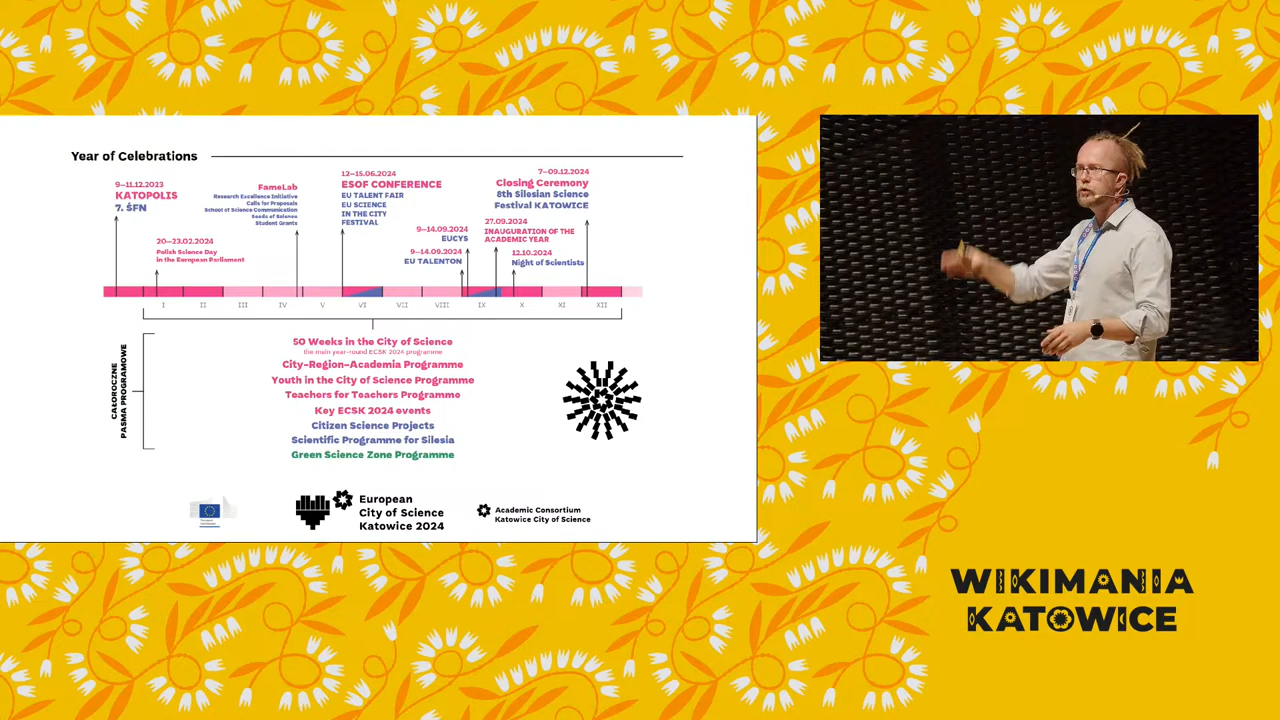 Year of Celebrations
9–11.12.2023
KATOPOLIS
7. ŚFN
20–23.02.2024
Polish Science Day
in the European Parliament
FameLab
Research Excellence Initiative
Calls for Proposals
School of Science Communication
Seeds of Science
Student Grants
12–15.06.2024
ESOF CONFERENCE
EU TALENT FAIR
EU SCIENCE
IN THE CITY
FESTIVAL
9–14.09.2024
EUCYS
9–14.09.2024
EU TALENTON
7–09.12.2024
Closing Ceremony
8th Silesian Science
Festival KATOWICE
27.09.2024
INAUGURATION OF THE
ACADEMIC YEAR
12.10.2024
Night of Scientists
I II III IV V VI VII VIII IX X XI XII
CAŁOROCZNE
PASMA PROGRAMOWE
50 Weeks in the City of Science
the main year-round ECSK 2024 programme
City–Region–Academia Programme
Youth in the City of Science Programme
Teachers for Teachers Programme
Key ECSK 2024 events
Citizen Science Projects
Scientific Programme for Silesia
Green Science Zone Programme
European
City of Science
Katowice 2024
Academic Consortium
Katowice City of Science
WIKIMANIA
KATOWICE